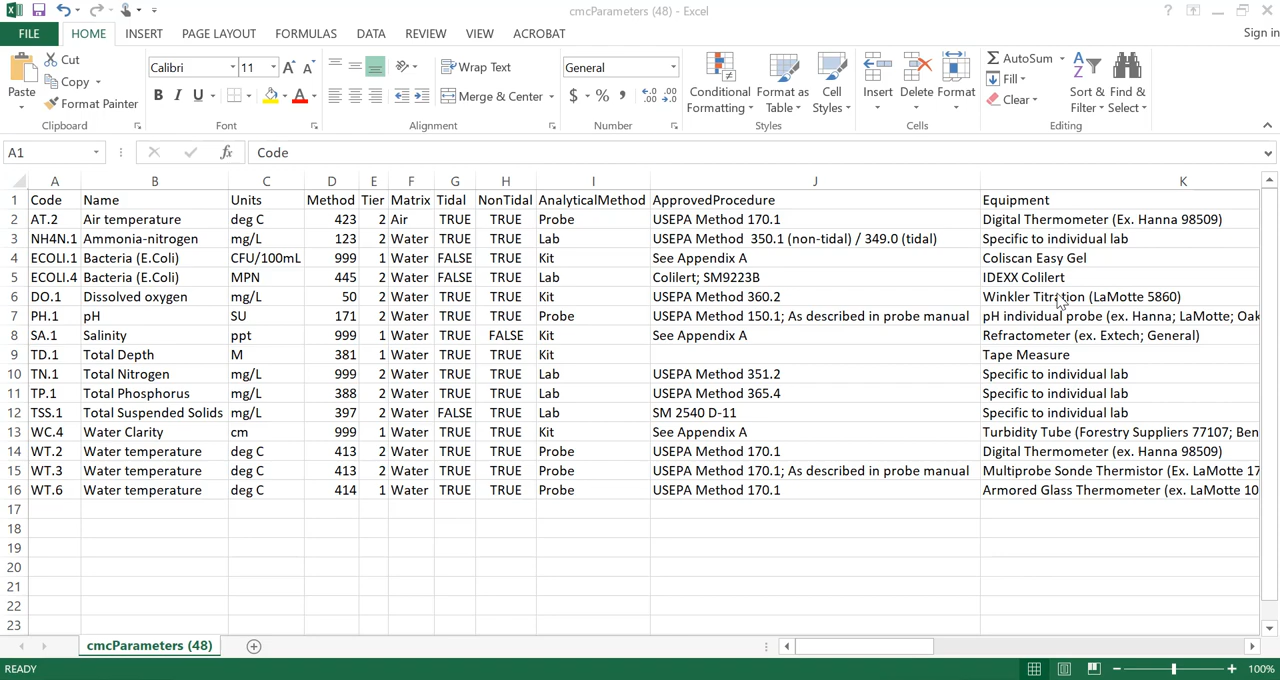 cmcParameters (48) - Excel
FILE HOME INSERT PAGE LAYOUT FORMULAS DATA REVIEW VIEW ACROBAT Sign in
Paste Cut Copy Format Painter Clipboard
Calibri 11 B I U A Font
Wrap Text Merge & Center Alignment
General $ % , Number
Conditional Formatting Format as Table Cell Styles Styles
Insert Delete Format Cells
AutoSum Fill Clear Sort & Filter Find & Select Editing
A1 fx Code
A B C D E F G H I J K
1 Code Name Units Method Tier Matrix Tidal NonTidal AnalyticalMethod ApprovedProcedure Equipment
2 AT.2 Air temperature deg C 423 2 Air TRUE TRUE Probe USEPA Method 170.1 Digital Thermometer (Ex. Hanna 98509)
3 NH4N.1 Ammonia-nitrogen mg/L 123 2 Water TRUE TRUE Lab USEPA Method  350.1 (non-tidal) / 349.0 (tidal) Specific to individual lab
4 ECOLI.1 Bacteria (E.Coli) CFU/100mL 999 1 Water FALSE TRUE Kit See Appendix A Coliscan Easy Gel
5 ECOLI.4 Bacteria (E.Coli) MPN 445 2 Water FALSE TRUE Lab Colilert; SM9223B IDEXX Colilert
6 DO.1 Dissolved oxygen mg/L 50 2 Water TRUE TRUE Kit USEPA Method 360.2 Winkler Titration (LaMotte 5860)
7 PH.1 pH SU 171 2 Water TRUE TRUE Probe USEPA Method 150.1; As described in probe manual pH individual probe (ex. Hanna; LaMotte; Oak
8 SA.1 Salinity ppt 999 1 Water TRUE FALSE Kit See Appendix A Refractometer (ex. Extech; General)
9 TD.1 Total Depth M 381 1 Water TRUE TRUE Kit Tape Measure
10 TN.1 Total Nitrogen mg/L 999 2 Water TRUE TRUE Lab USEPA Method 351.2 Specific to individual lab
11 TP.1 Total Phosphorus mg/L 388 2 Water TRUE TRUE Lab USEPA Method 365.4 Specific to individual lab
12 TSS.1 Total Suspended Solids mg/L 397 2 Water FALSE TRUE Lab SM 2540 D-11 Specific to individual lab
13 WC.4 Water Clarity cm 999 1 Water TRUE TRUE Kit See Appendix A Turbidity Tube (Forestry Suppliers 77107; Ben
14 WT.2 Water temperature deg C 413 2 Water TRUE TRUE Probe USEPA Method 170.1 Digital Thermometer (Ex. Hanna 98509)
15 WT.3 Water temperature deg C 413 2 Water TRUE TRUE Probe USEPA Method 170.1; As described in probe manual Multiprobe Sonde Thermistor (Ex. LaMotte 17
16 WT.6 Water temperature deg C 414 1 Water TRUE TRUE Probe USEPA Method 170.1 Armored Glass Thermometer (ex. LaMotte 10
17
18
19
20
21
22
23
cmcParameters (48)
READY 100%